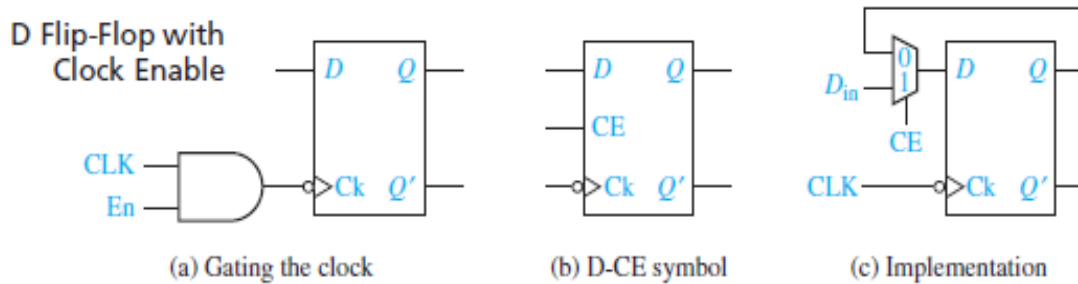 D Flip-Flop with
Clock Enable
D Q
CLK
En
Ck Q'
(a) Gating the clock
D Q
CE
Ck Q'
(b) D-CE symbol
0
1
Din
CE
D Q
CLK
Ck Q'
(c) Implementation